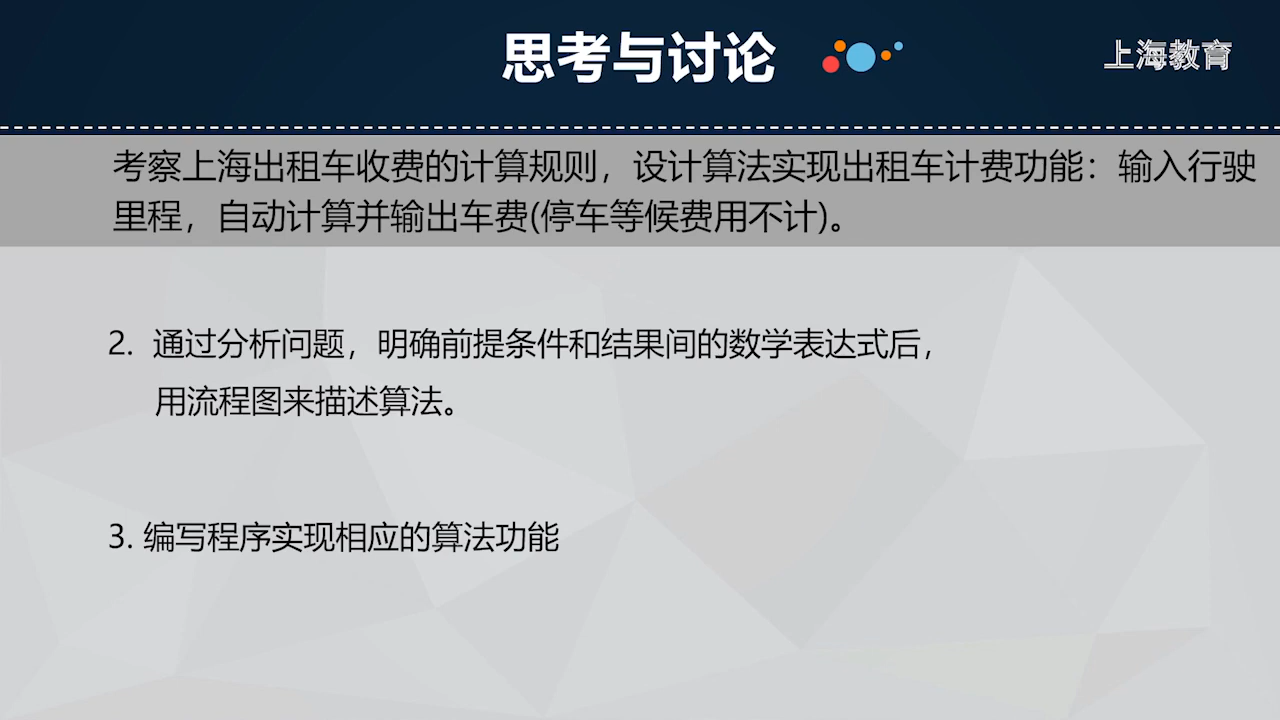 思考与讨论
上海教育
考察上海出租车收费的计算规则，设计算法实现出租车计费功能：输入行驶
里程，自动计算并输出车费(停车等候费用不计)。
2. 通过分析问题，明确前提条件和结果间的数学表达式后，
用流程图来描述算法。
3. 编写程序实现相应的算法功能